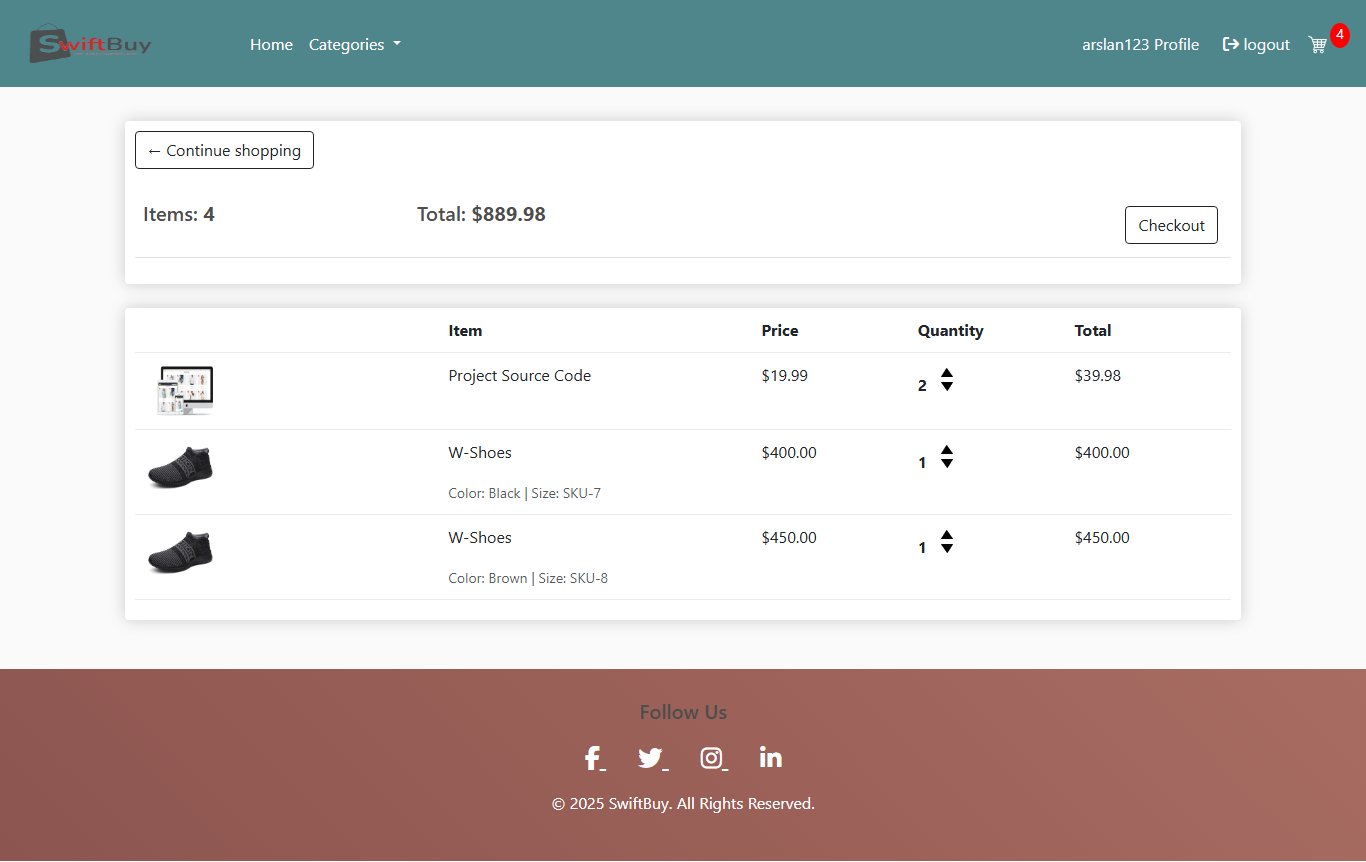 SwiftBuy
Home Categories
arslan123 Profile logout 4
← Continue shopping
Items: 4 Total: $889.98
Checkout
Item Price Quantity Total
Project Source Code $19.99 2 $39.98
W-Shoes $400.00 1 $400.00
Color: Black | Size: SKU-7
W-Shoes $450.00 1 $450.00
Color: Brown | Size: SKU-8
Follow Us
© 2025 SwiftBuy. All Rights Reserved.